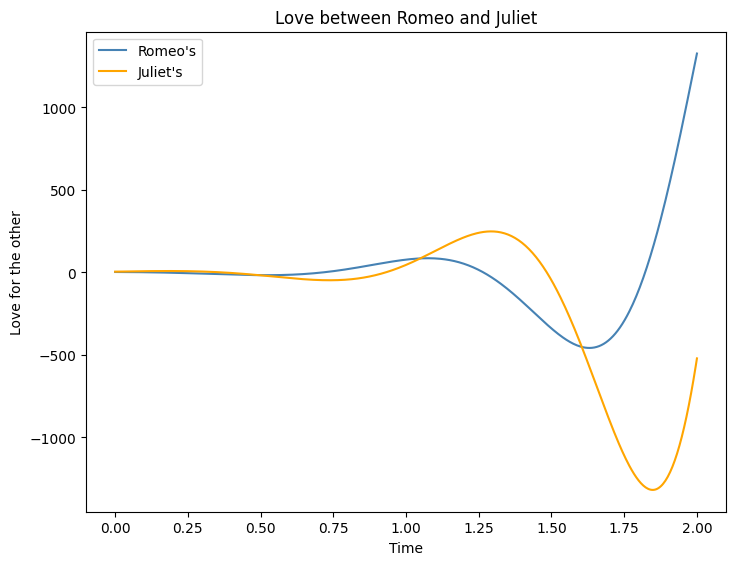 Love between Romeo and Juliet
Romeo's
Juliet's
1000
500
0
−500
−1000
Love for the other
0.00 0.25 0.50 0.75 1.00 1.25 1.50 1.75 2.00
Time